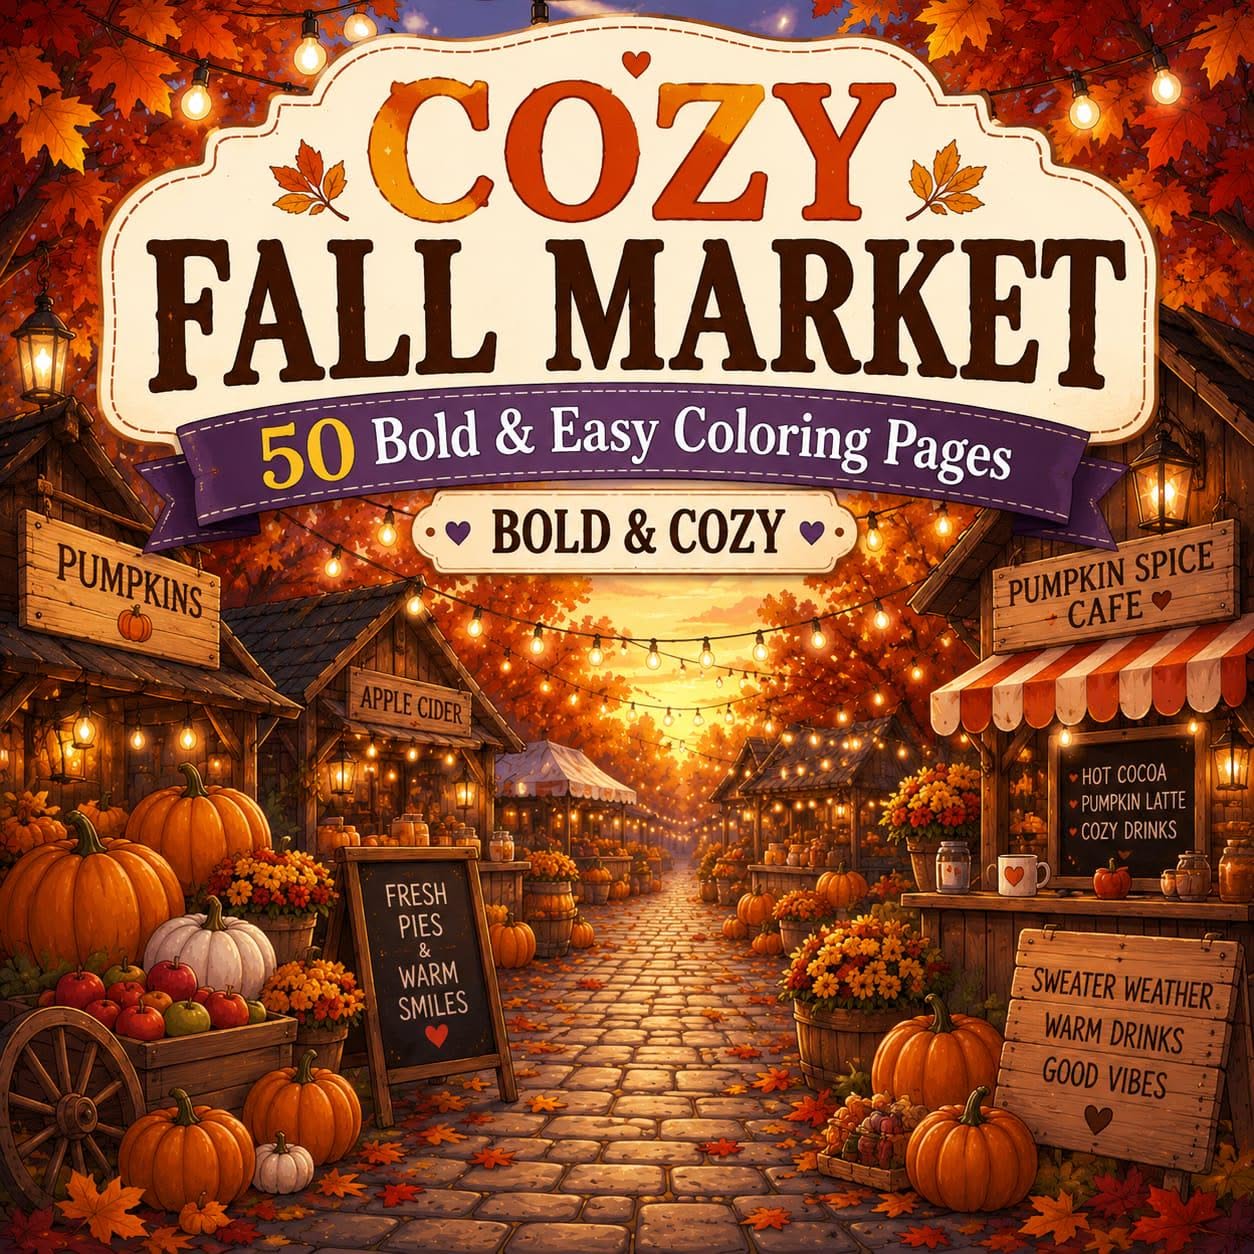 COZY
FALL MARKET
50 Bold & Easy Coloring Pages
BOLD & COZY
PUMPKINS
APPLE CIDER
PUMPKIN SPICE
CAFE
HOT COCOA
PUMPKIN LATTE
COZY DRINKS
FRESH
PIES
&
WARM
SMILES
SWEATER WEATHER
WARM DRINKS
GOOD VIBES